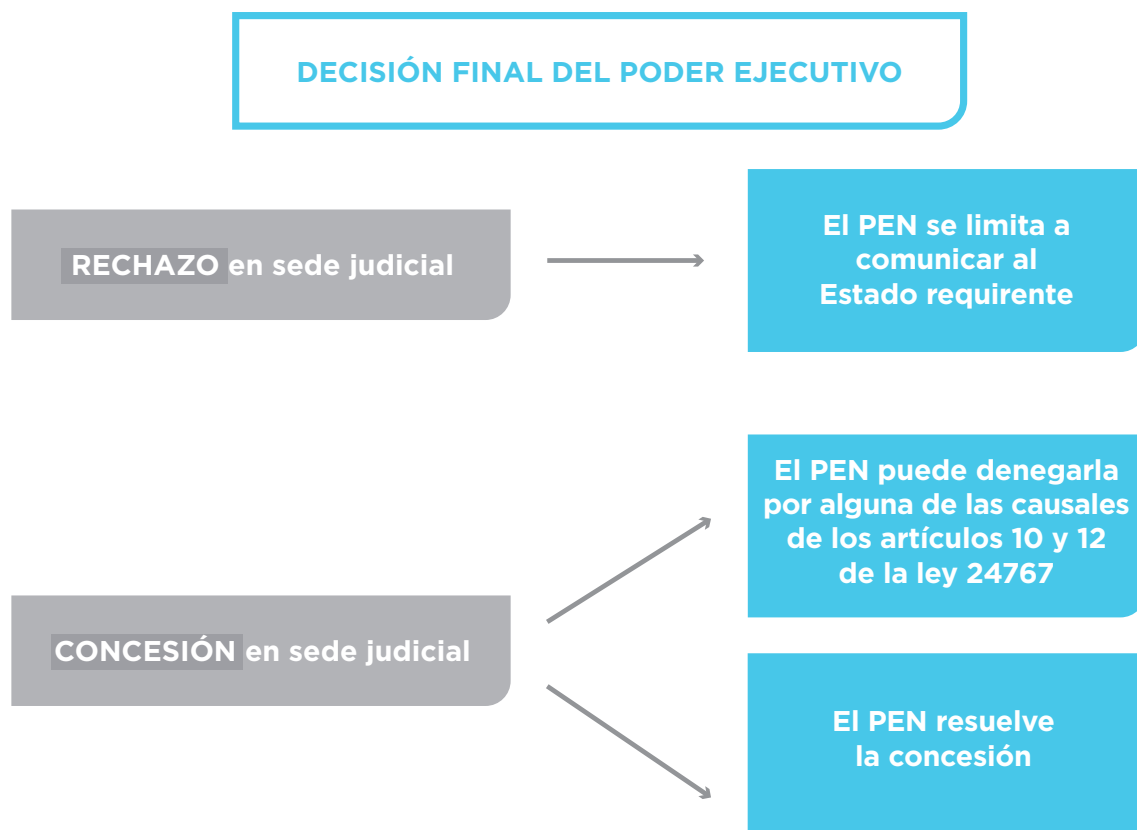 DECISIÓN FINAL DEL PODER EJECUTIVO
RECHAZO en sede judicial
El PEN se limita a
comunicar al
Estado requirente
CONCESIÓN en sede judicial
El PEN puede denegarla
por alguna de las causales
de los artículos 10 y 12
de la ley 24767
El PEN resuelve
la concesión